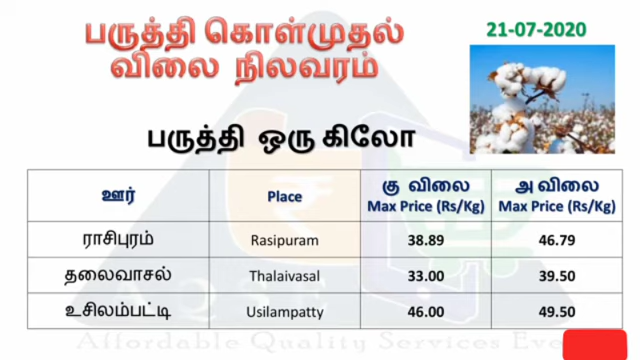 பருத்தி கொள்முதல்
விலை நிலவரம்
21-07-2020
பருத்தி ஒரு கிலோ
ஊர் Place கு விலை Max Price (Rs/Kg) அ விலை Max Price (Rs/Kg)
ராசிபுரம் Rasipuram 38.89 46.79
தலைவாசல் Thalaivasal 33.00 39.50
உசிலம்பட்டி Usilampatty 46.00 49.50
Affordable Quality Services